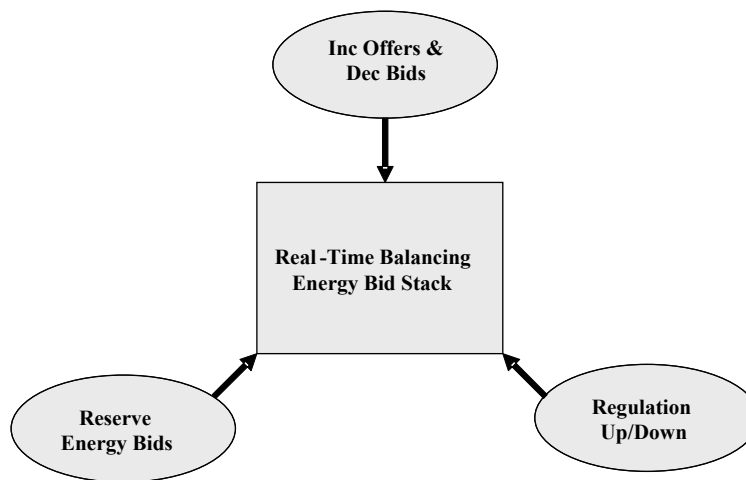 Inc Offers &
Dec Bids
Real-Time Balancing
Energy Bid Stack
Reserve
Energy Bids
Regulation
Up/Down